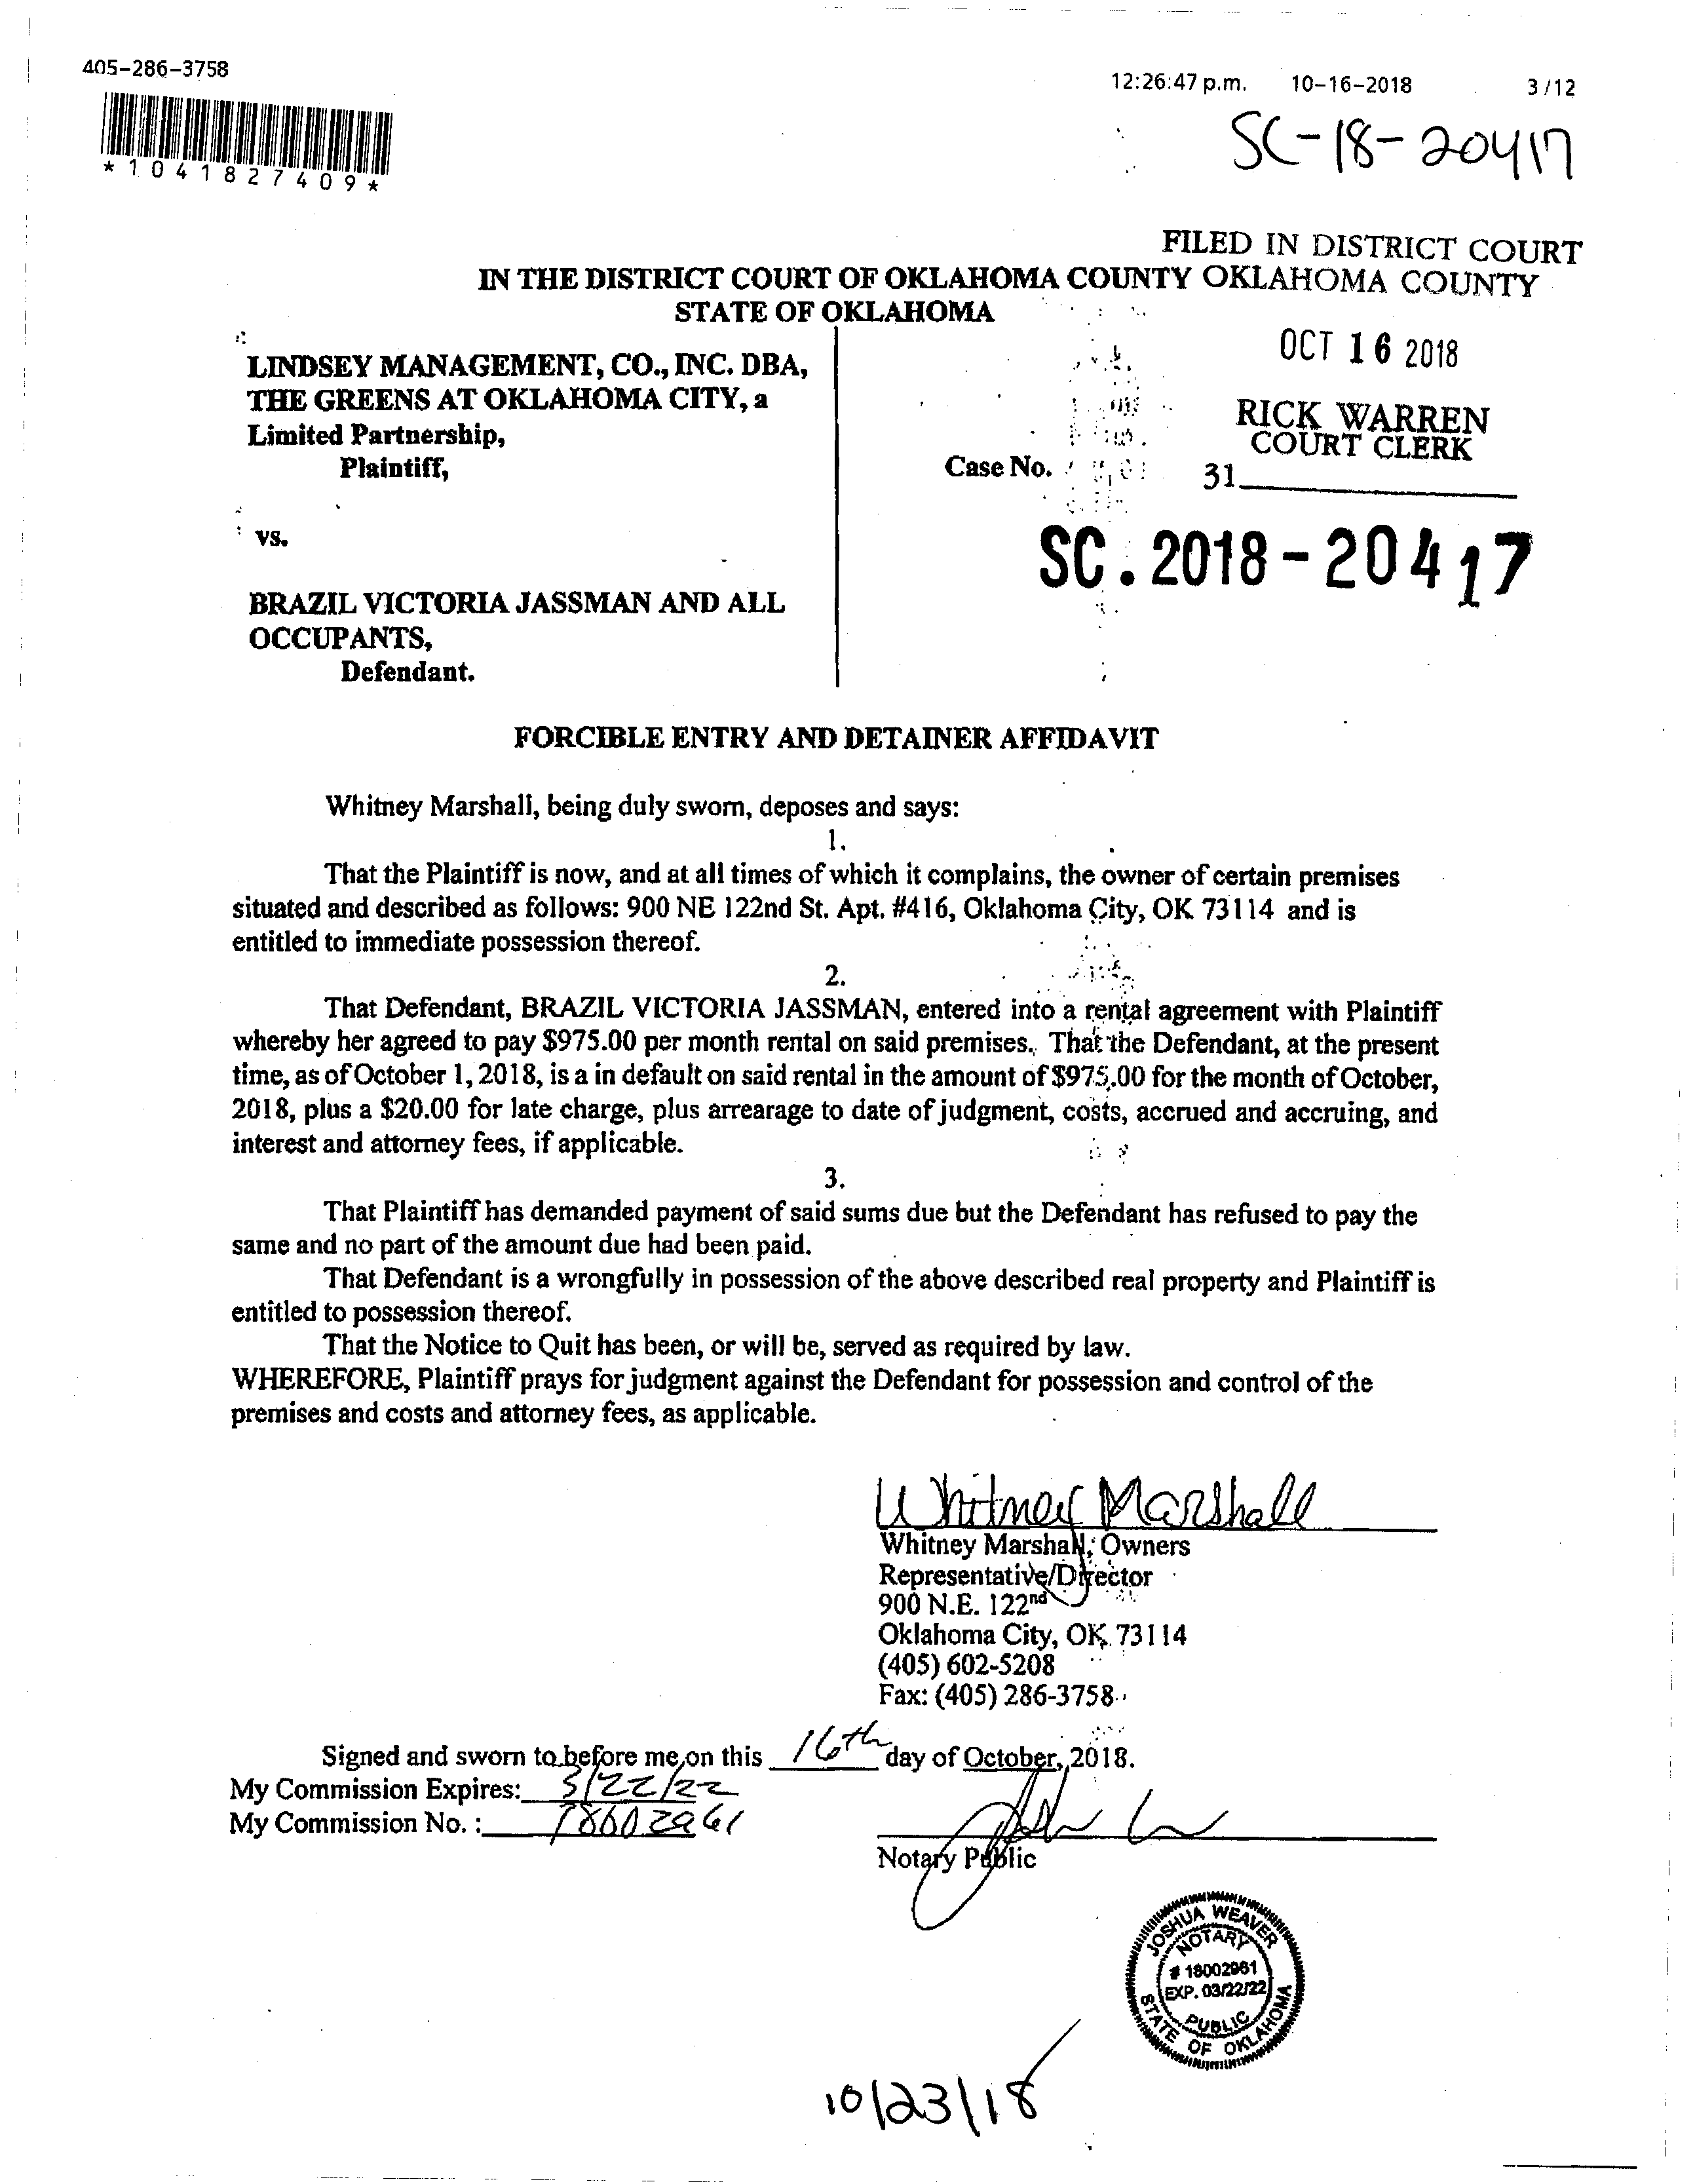 405-286-3758
12:26:47 p.m. 10-16-2018 3/12
*1041827409*
SC-18-20417
FILED IN DISTRICT COURT
OKLAHOMA COUNTY
IN THE DISTRICT COURT OF OKLAHOMA COUNTY
STATE OF OKLAHOMA
OCT 16 2018
RICK WARREN
COURT CLERK
31
LINDSEY MANAGEMENT, CO., INC. DBA,
THE GREENS AT OKLAHOMA CITY, a
Limited Partnership,
Plaintiff,
Case No.
SC. 2018-20417
vs.
BRAZIL VICTORIA JASSMAN AND ALL
OCCUPANTS,
Defendant.
FORCIBLE ENTRY AND DETAINER AFFIDAVIT
Whitney Marshall, being duly sworn, deposes and says:
1.
That the Plaintiff is now, and at all times of which it complains, the owner of certain premises
situated and described as follows: 900 NE 122nd St. Apt. #416, Oklahoma City, OK 73114 and is
entitled to immediate possession thereof.
2.
That Defendant, BRAZIL VICTORIA JASSMAN, entered into a rental agreement with Plaintiff
whereby her agreed to pay $975.00 per month rental on said premises. That the Defendant, at the present
time, as of October 1, 2018, is a in default on said rental in the amount of $975.00 for the month of October,
2018, plus a $20.00 for late charge, plus arrearage to date of judgment, costs, accrued and accruing, and
interest and attorney fees, if applicable.
3.
That Plaintiff has demanded payment of said sums due but the Defendant has refused to pay the
same and no part of the amount due had been paid.
That Defendant is a wrongfully in possession of the above described real property and Plaintiff is
entitled to possession thereof.
That the Notice to Quit has been, or will be, served as required by law.
WHEREFORE, Plaintiff prays for judgment against the Defendant for possession and control of the
premises and costs and attorney fees, as applicable.
Whitney Marshall
Whitney Marshall, Owners
Representative/Director
900 N.E. 122nd
Oklahoma City, OK 73114
(405) 602-5208
Fax: (405) 286-3758
Signed and sworn to before me on this 16th day of October, 2018.
My Commission Expires: 3/22/22
My Commission No. : 18002961
Notary Public
JOSHUA WEAVER
NOTARY
# 18002961
EXP. 03/22/22
PUBLIC
STATE OF OKLAHOMA
10/23/18